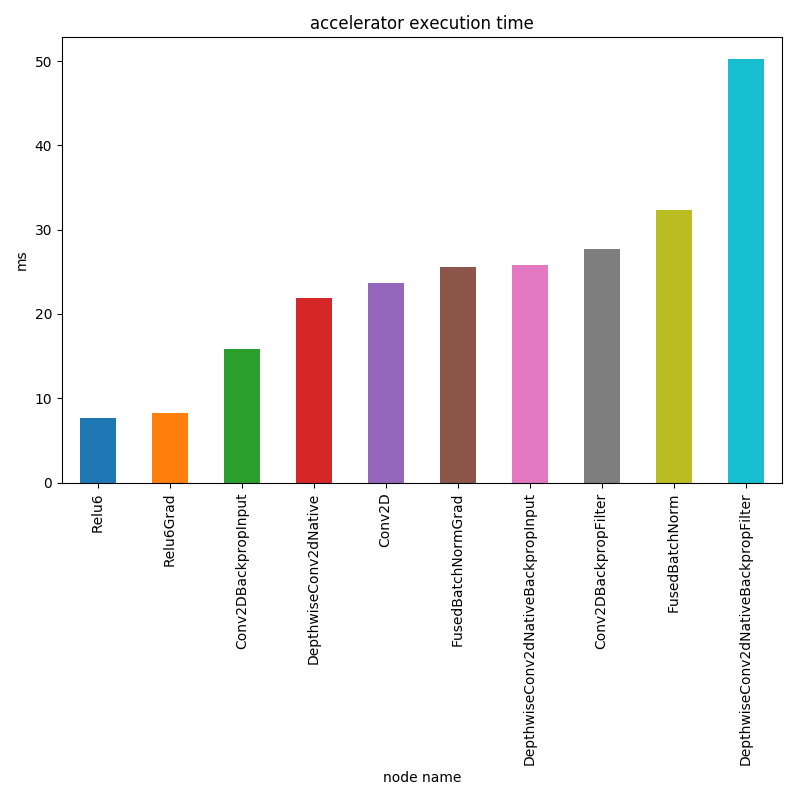 accelerator execution time
ms
50
40
30
20
10
0
Relu6
Relu6Grad
Conv2DBackpropInput
DepthwiseConv2dNative
Conv2D
FusedBatchNormGrad
DepthwiseConv2dNativeBackpropInput
Conv2DBackpropFilter
FusedBatchNorm
DepthwiseConv2dNativeBackpropFilter
node name